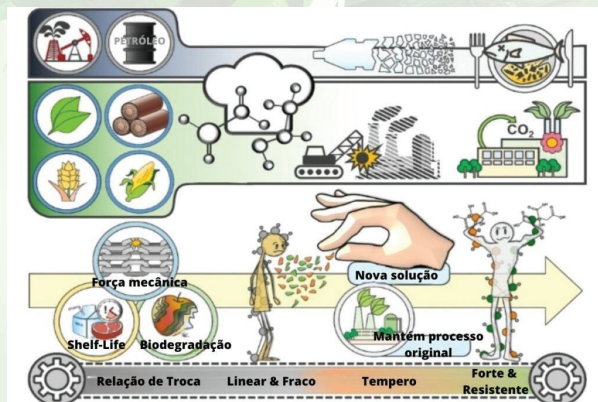 PETRÓLEO
CO2
Força mecânica
Nova solução
Shelf-Life
Biodegradação
Mantém processo
original
Relação de Troca
Linear & Fraco
Tempero
Forte &
Resistente